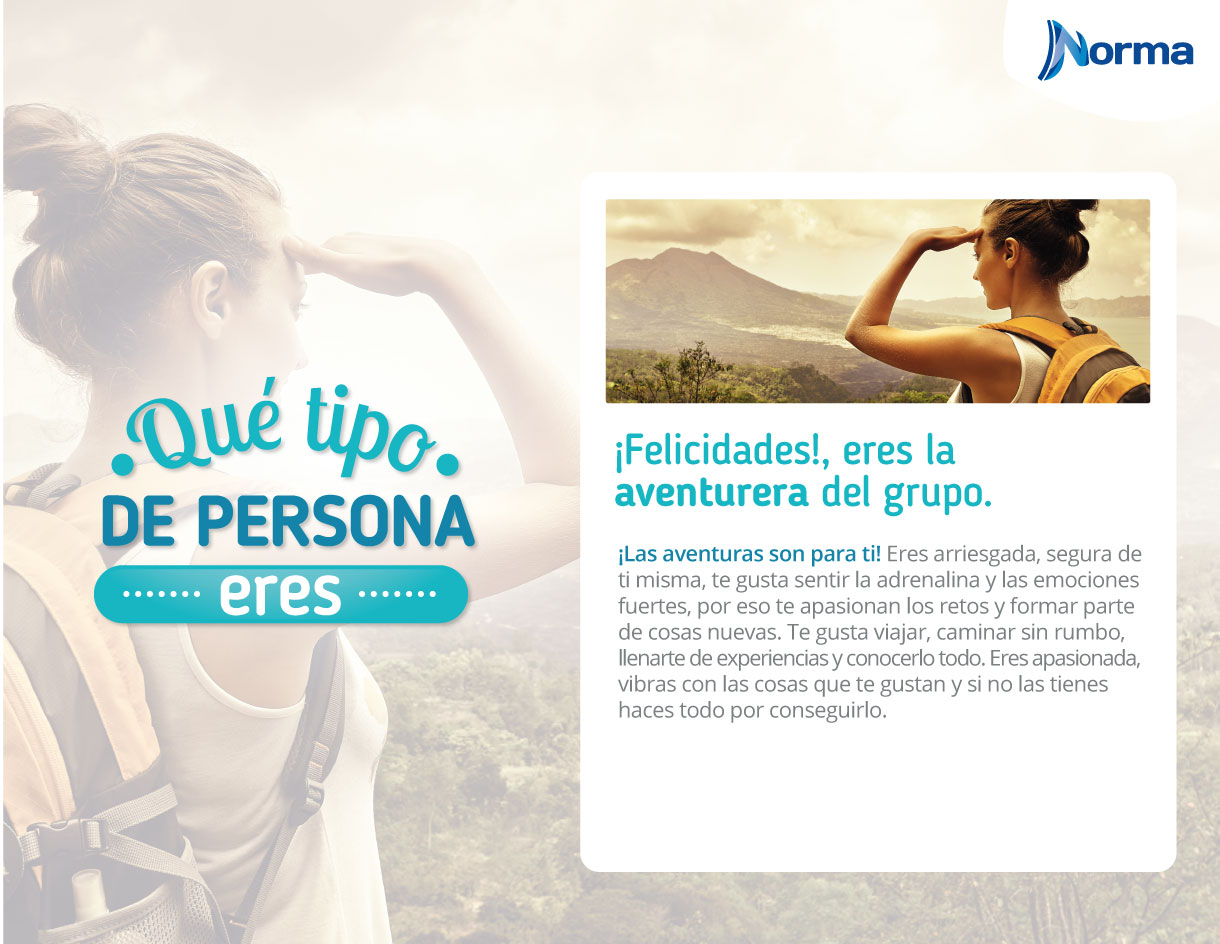 Norma
Qué tipo
DE PERSONA
eres
¡Felicidades!, eres la
aventurera del grupo.
¡Las aventuras son para ti! Eres arriesgada, segura de
ti misma, te gusta sentir la adrenalina y las emociones
fuertes, por eso te apasionan los retos y formar parte
de cosas nuevas. Te gusta viajar, caminar sin rumbo,
llenarte de experiencias y conocerlo todo. Eres apasionada,
vibras con las cosas que te gustan y si no las tienes
haces todo por conseguirlo.